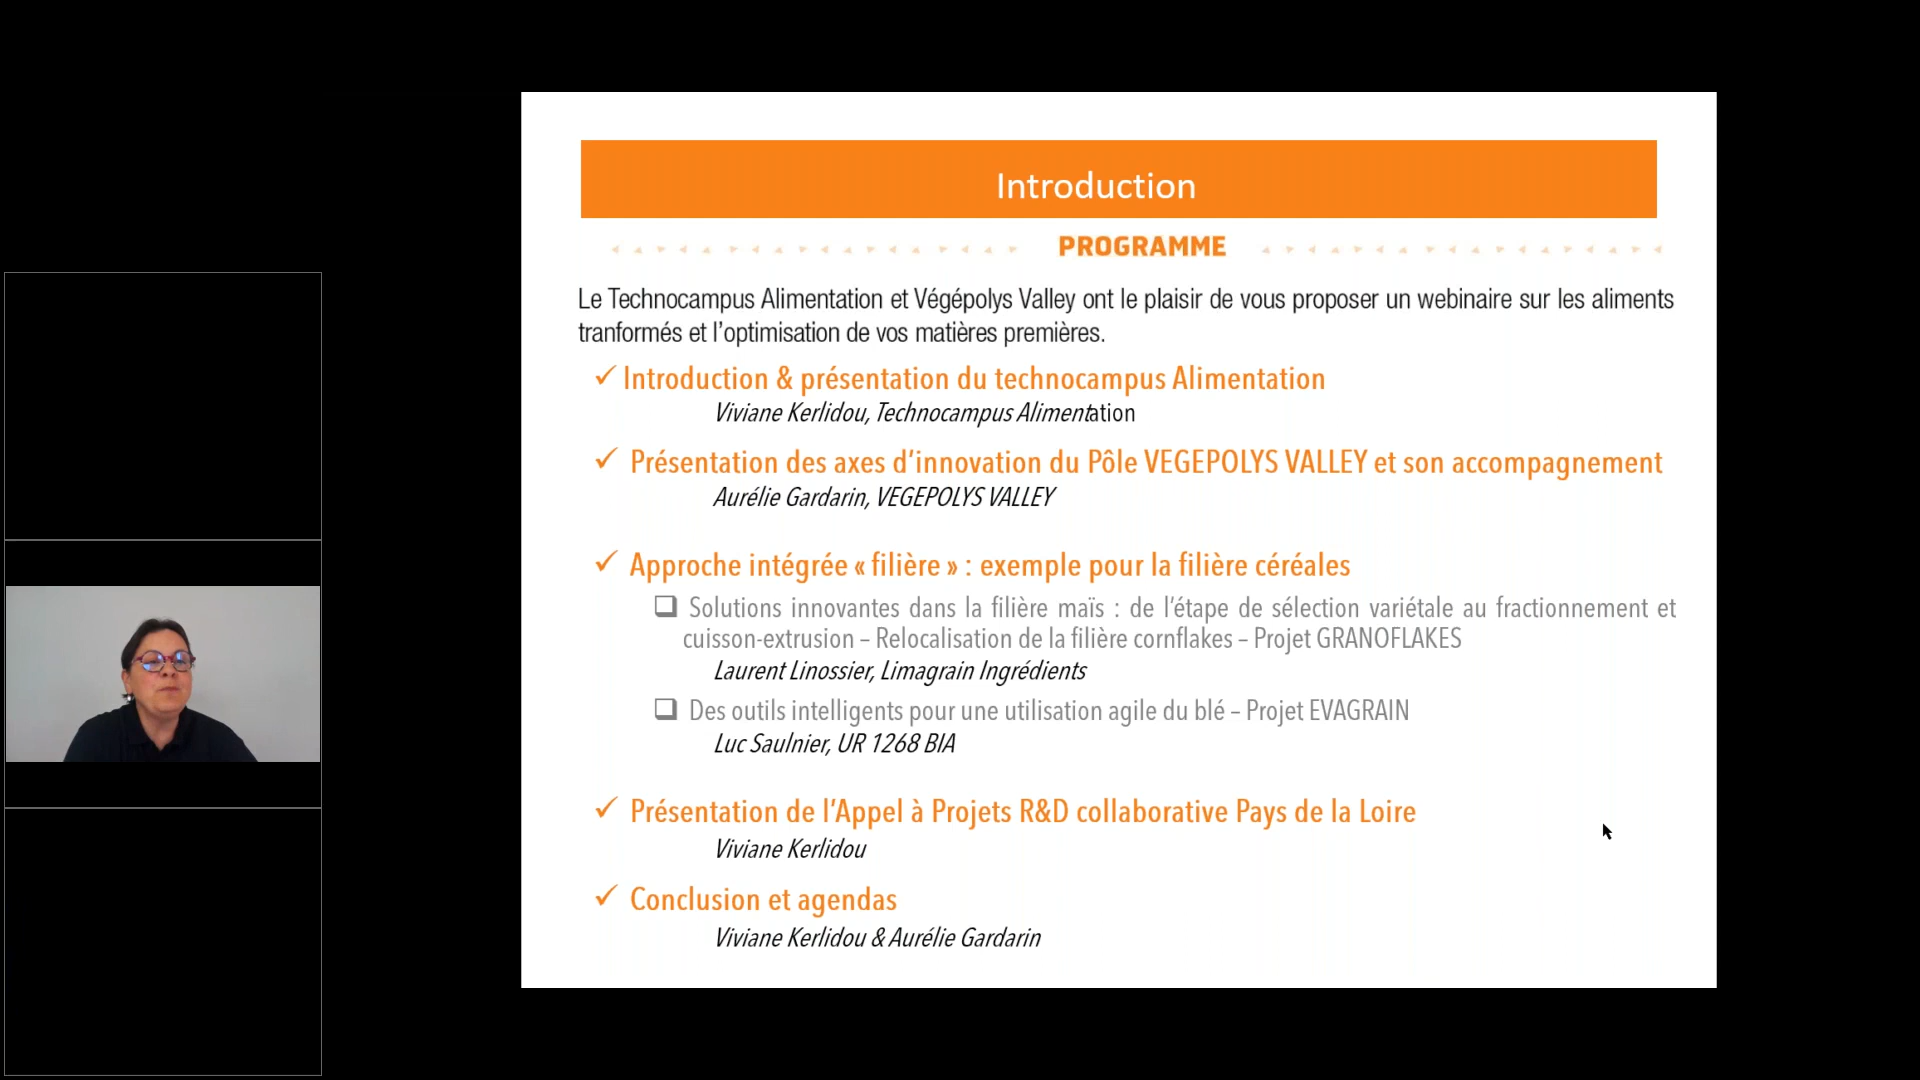 Introduction
PROGRAMME
Le Technocampus Alimentation et Végépolys Valley ont le plaisir de vous proposer un webinaire sur les aliments
tranformés et l'optimisation de vos matières premières.
✓ Introduction & présentation du technocampus Alimentation
Viviane Kerlidou, Technocampus Alimentation
✓ Présentation des axes d'innovation du Pôle VEGEPOLYS VALLEY et son accompagnement
Aurélie Gardarin, VEGEPOLYS VALLEY
✓ Approche intégrée « filière » : exemple pour la filière céréales
❑ Solutions innovantes dans la filière maïs : de l'étape de sélection variétale au fractionnement et
cuisson-extrusion – Relocalisation de la filière cornflakes – Projet GRANOFLAKES
Laurent Linossier, Limagrain Ingrédients
❑ Des outils intelligents pour une utilisation agile du blé – Projet EVAGRAIN
Luc Saulnier, UR 1268 BIA
✓ Présentation de l'Appel à Projets R&D collaborative Pays de la Loire
Viviane Kerlidou
✓ Conclusion et agendas
Viviane Kerlidou & Aurélie Gardarin